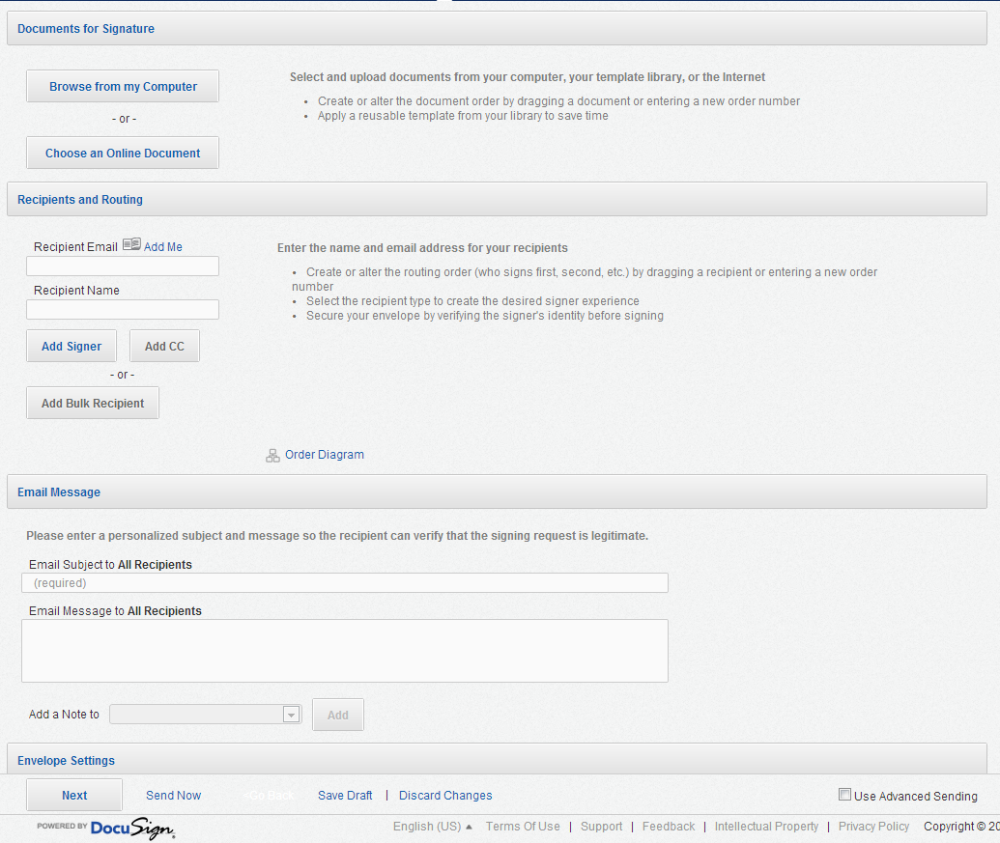 Documents for Signature
Browse from my Computer
- or -
Choose an Online Document
Select and upload documents from your computer, your template library, or the Internet
• Create or alter the document order by dragging a document or entering a new order number
• Apply a reusable template from your library to save time
Recipients and Routing
Recipient Email Add Me
Recipient Name
Add Signer Add CC
- or -
Add Bulk Recipient
Enter the name and email address for your recipients
• Create or alter the routing order (who signs first, second, etc.) by dragging a recipient or entering a new order
number
• Select the recipient type to create the desired signer experience
• Secure your envelope by verifying the signer's identity before signing
Order Diagram
Email Message
Please enter a personalized subject and message so the recipient can verify that the signing request is legitimate.
Email Subject to All Recipients
(required)
Email Message to All Recipients
Add a Note to Add
Envelope Settings
Next Send Now <Go Back Save Draft | Discard Changes Use Advanced Sending
POWERED BY DocuSign. English (US) ▲ Terms Of Use | Support | Feedback | Intellectual Property | Privacy Policy Copyright © 20